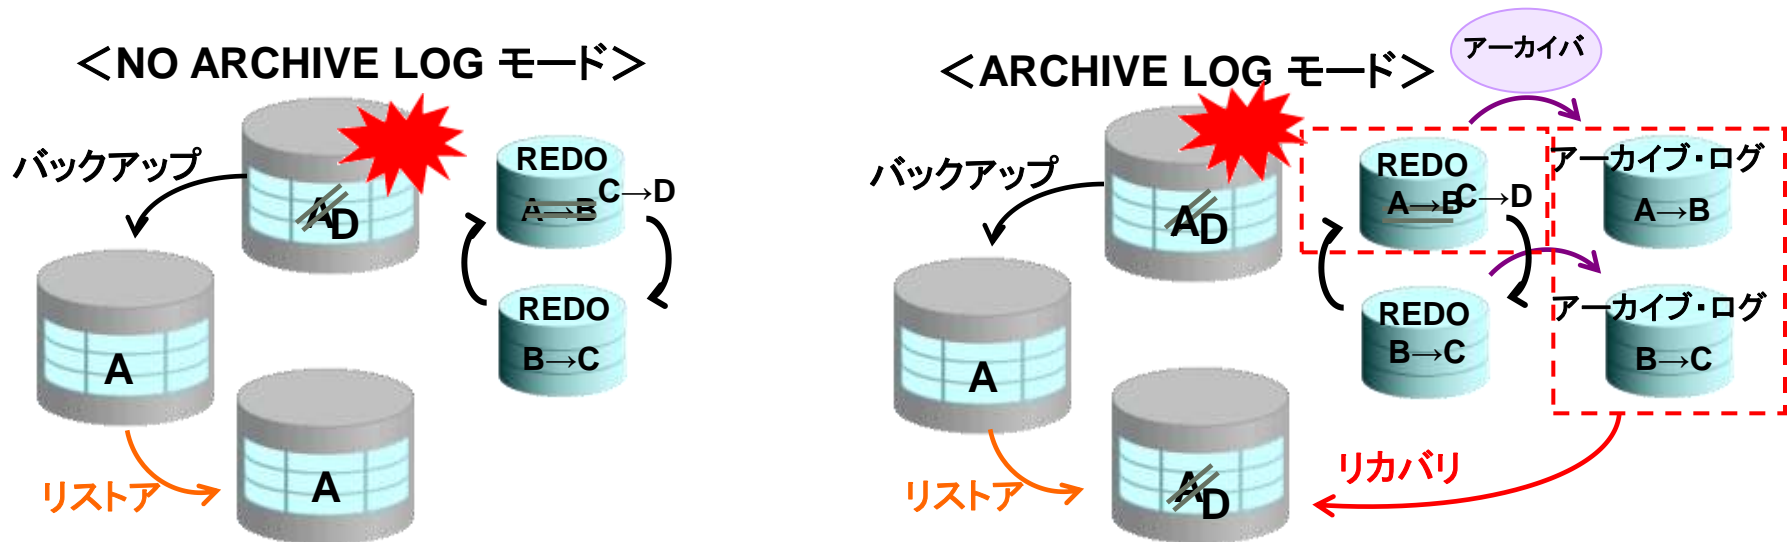 ＜NO ARCHIVE LOG モード＞
バックアップ
A
D
REDO
A→B
C→D
REDO
B→C
A
リストア
A
＜ARCHIVE LOG モード＞
アーカイバ
バックアップ
A
D
REDO
A→B
C→D
アーカイブ・ログ
A→B
REDO
B→C
アーカイブ・ログ
B→C
A
リストア
A
D
リカバリ